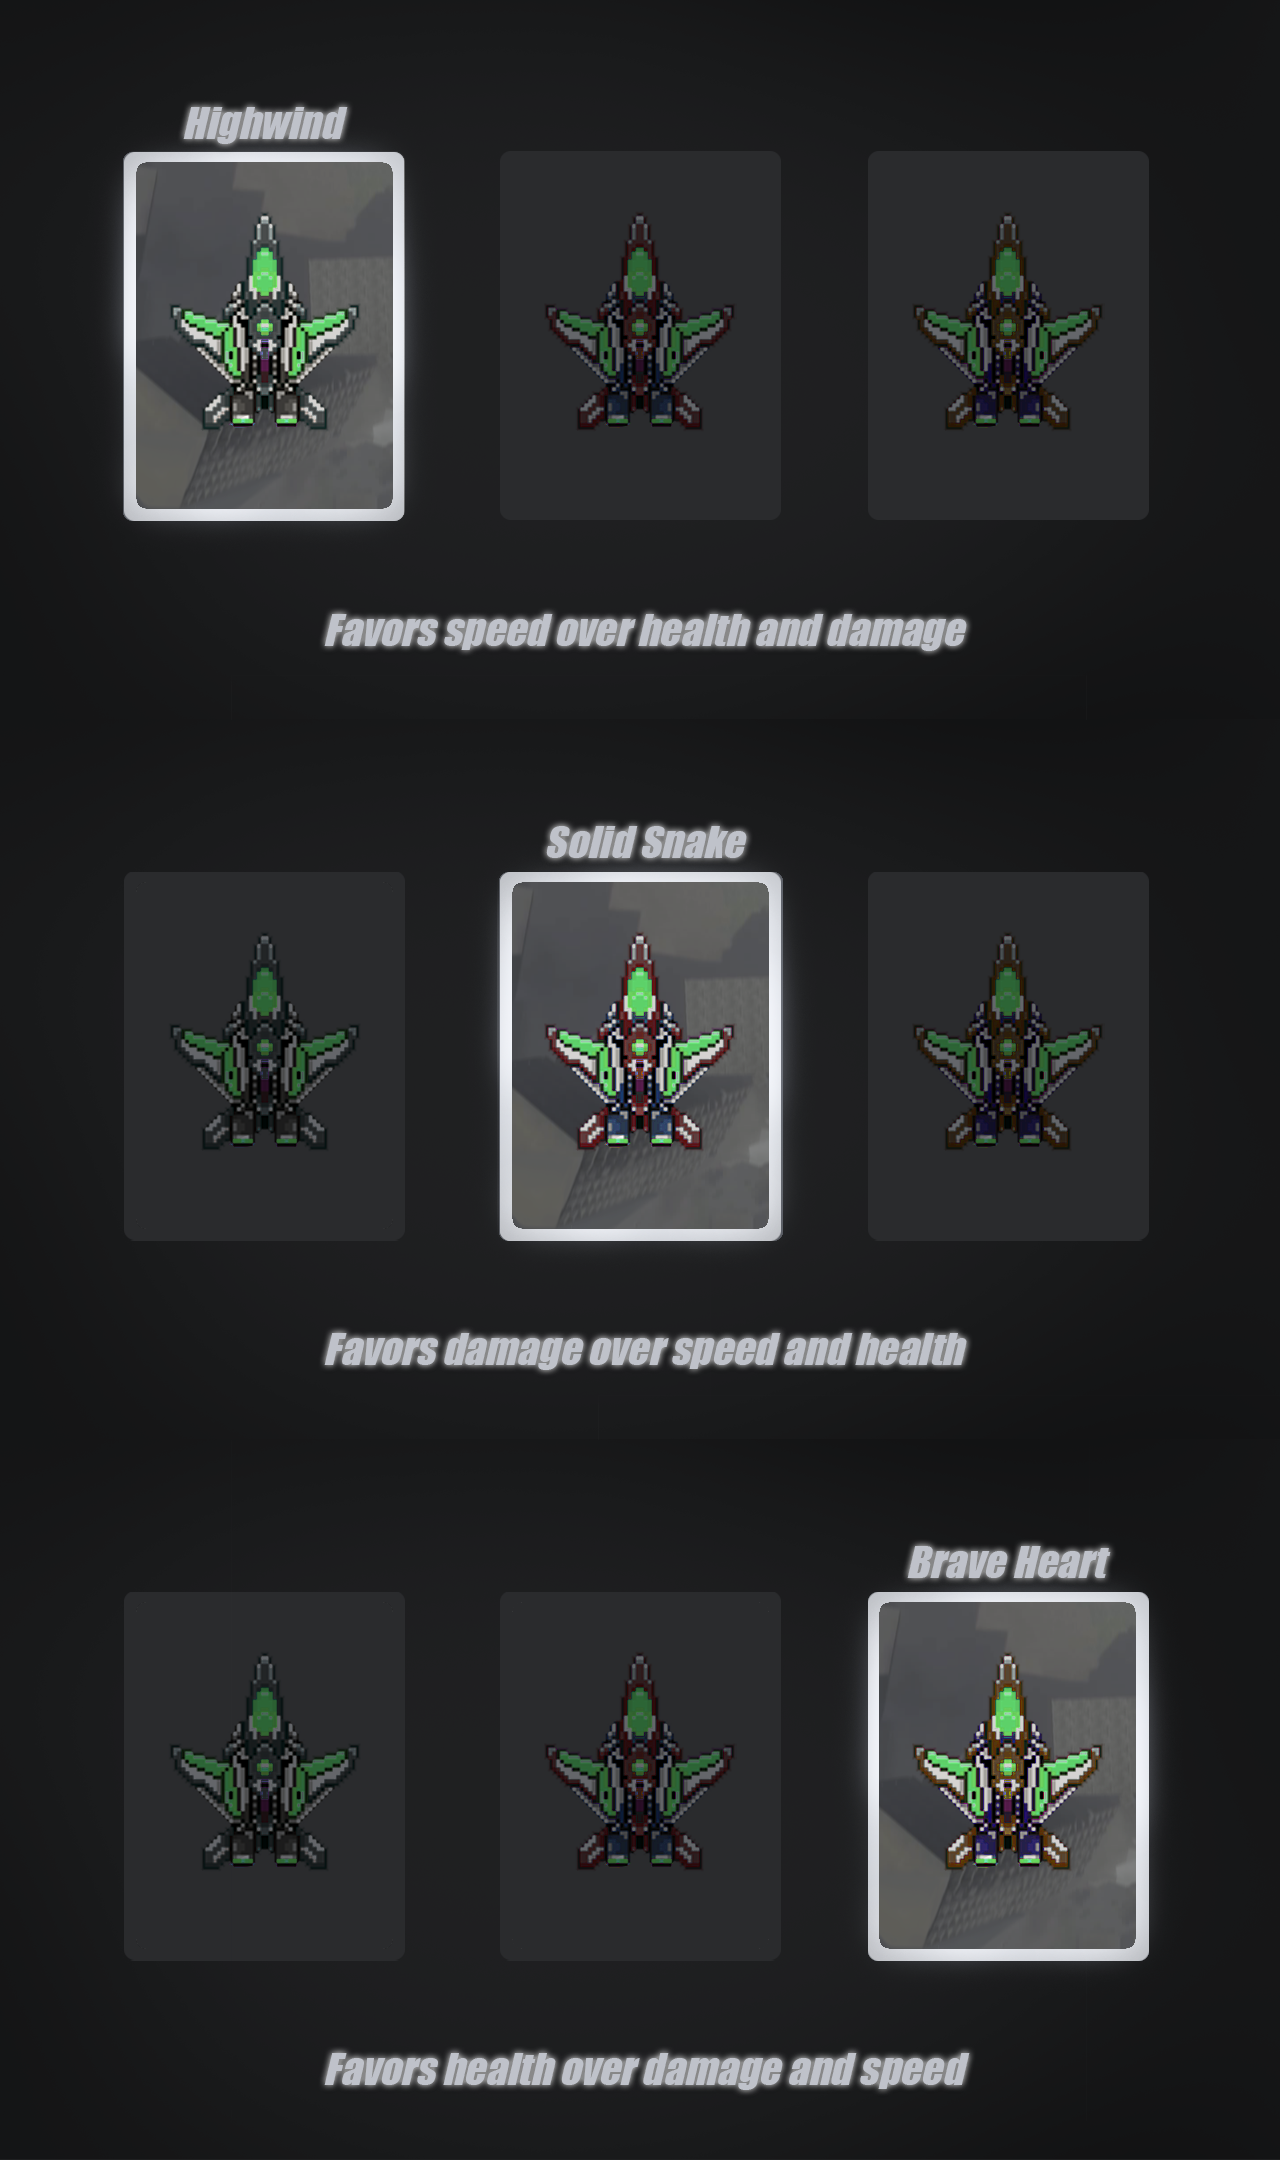 Highwind
Favors speed over health and damage
Solid Snake
Favors damage over speed and health
Brave Heart
Favors health over damage and speed